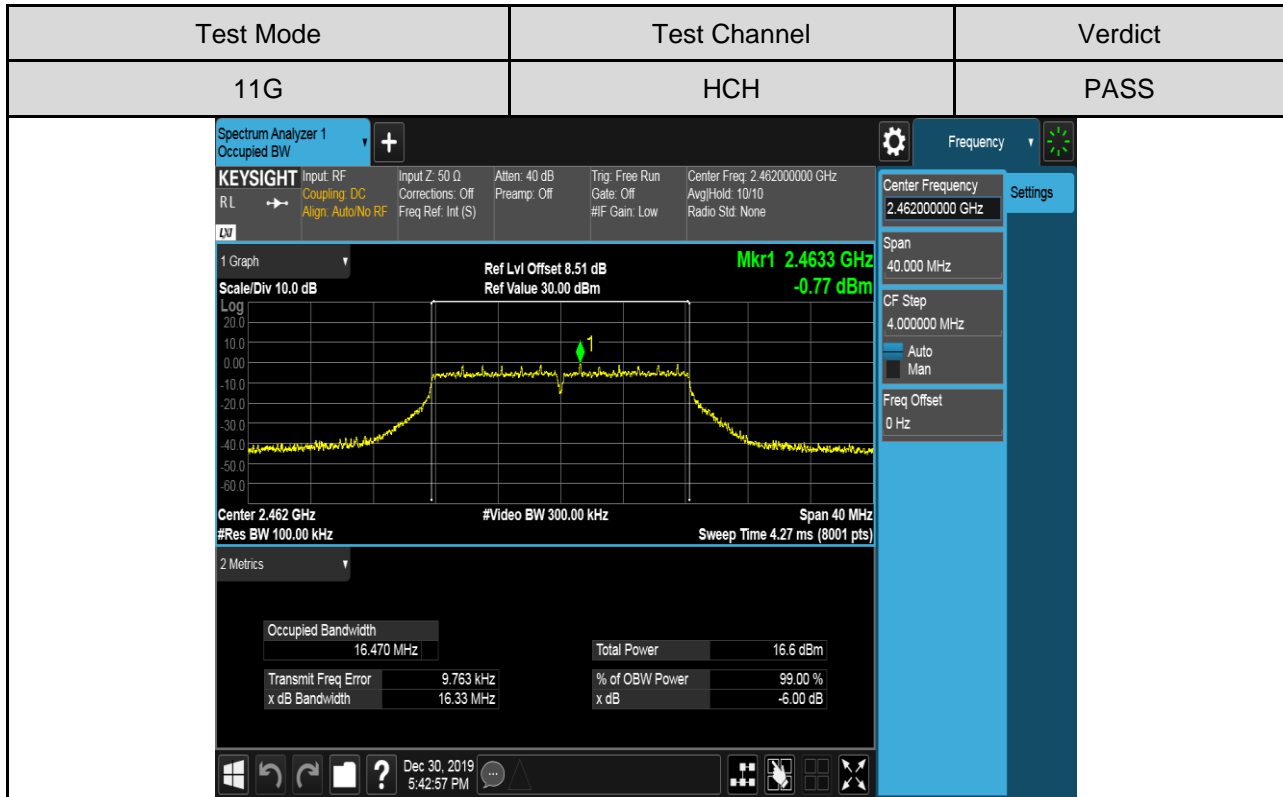 Test Mode Test Channel Verdict
11G HCH PASS
Spectrum Analyzer 1
Occupied BW
+
Frequency
KEYSIGHT Input: RF Input Z: 50 Ω Atten: 40 dB Trig: Free Run Center Freq: 2.462000000 GHz
Coupling: DC Corrections: Off Preamp: Off Gate: Off Avg|Hold: 10/10
RL Align: Auto/No RF Freq Ref: Int (S) #IF Gain: Low Radio Std: None
LXI
Center Frequency
2.462000000 GHz
Settings
Span
40.000 MHz
CF Step
4.000000 MHz
Auto
Man
Freq Offset
0 Hz
1 Graph
Ref Lvl Offset 8.51 dB Mkr1 2.4633 GHz
Scale/Div 10.0 dB Ref Value 30.00 dBm -0.77 dBm
Log
20.0
10.0
1
0.00
-10.0
-20.0
-30.0
-40.0
-50.0
-60.0
Center 2.462 GHz #Video BW 300.00 kHz Span 40 MHz
#Res BW 100.00 kHz Sweep Time 4.27 ms (8001 pts)
2 Metrics
Occupied Bandwidth
16.470 MHz Total Power 16.6 dBm
Transmit Freq Error 9.763 kHz % of OBW Power 99.00 %
x dB Bandwidth 16.33 MHz x dB -6.00 dB
? Dec 30, 2019
5:42:57 PM